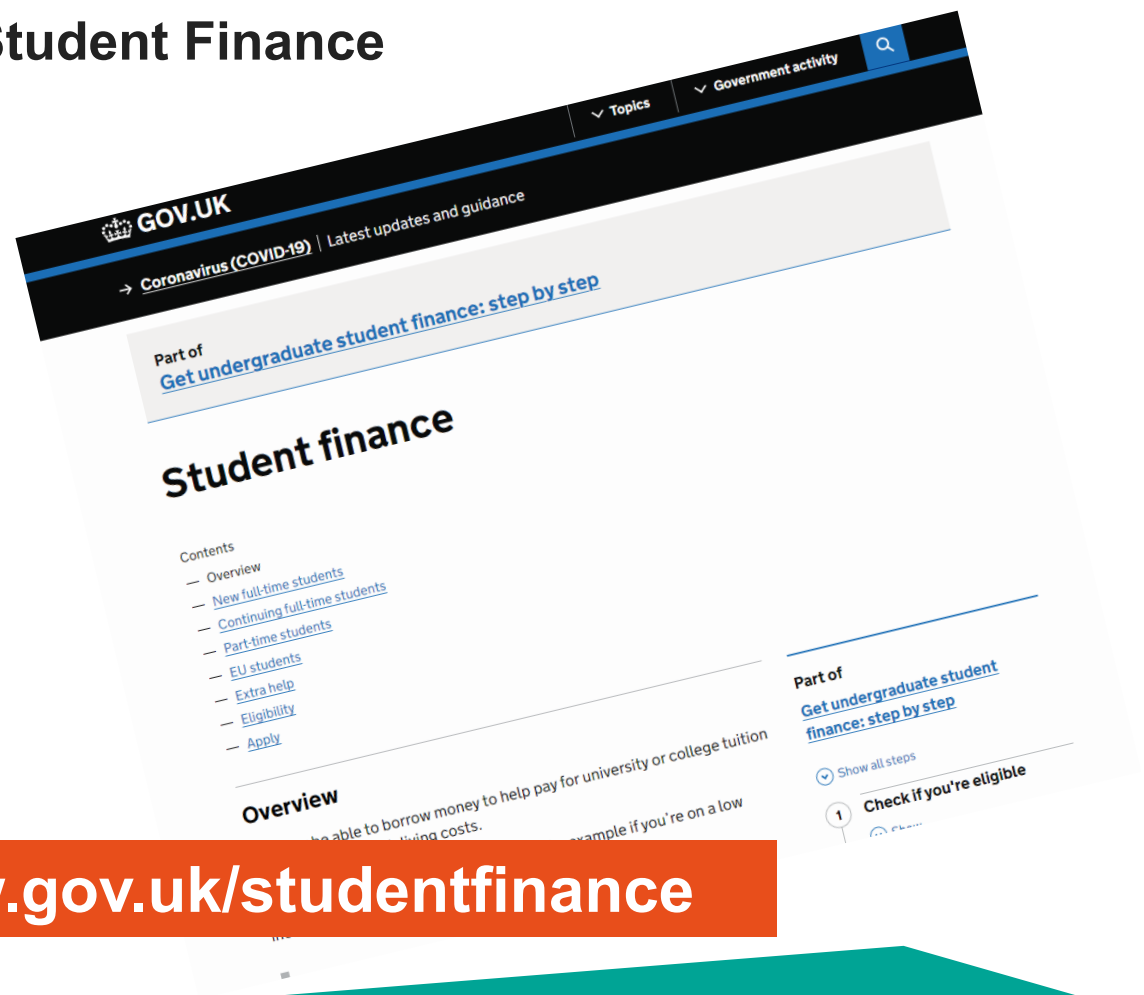 Student Finance
Topics
Government activity
GOV.UK
→ Coronavirus (COVID-19) | Latest updates and guidance
Part of
Get undergraduate student finance: step by step
Student finance
Contents
— Overview
— New full-time students
— Continuing full-time students
— Part-time students
— EU students
— Extra help
— Eligibility
— Apply
Overview
be able to borrow money to help pay for university or college tuition
living costs.
example if you're on a low
Part of
Get undergraduate student
finance: step by step
Show all steps
1 Check if you're eligible
.gov.uk/studentfinance